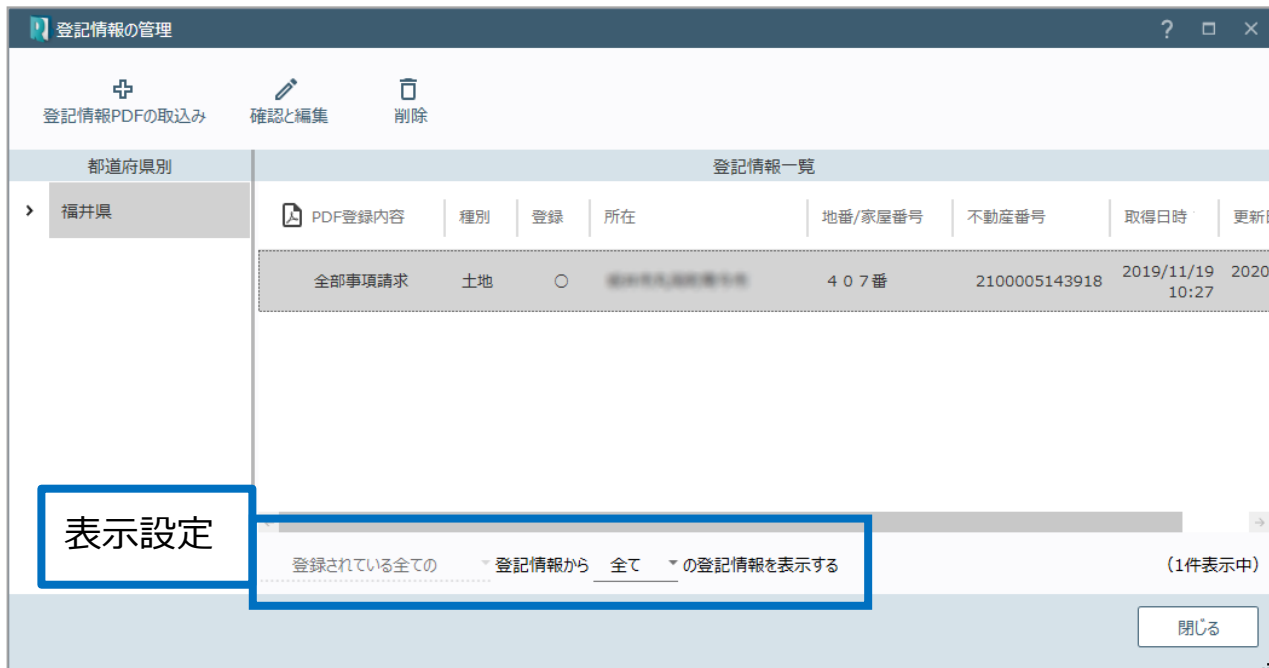 登記情報の管理
?
登記情報PDFの取込み 確認と編集 削除
都道府県別 登記情報一覧
福井県
PDF登録内容 種別 登録 所在 地番/家屋番号 不動産番号 取得日時 更新日
全部事項請求 土地 ○ 407番 2100005143918 2019/11/19 2020
10:27
表示設定
登録されている全ての 登記情報から 全て の登記情報を表示する (1件表示中)
閉じる